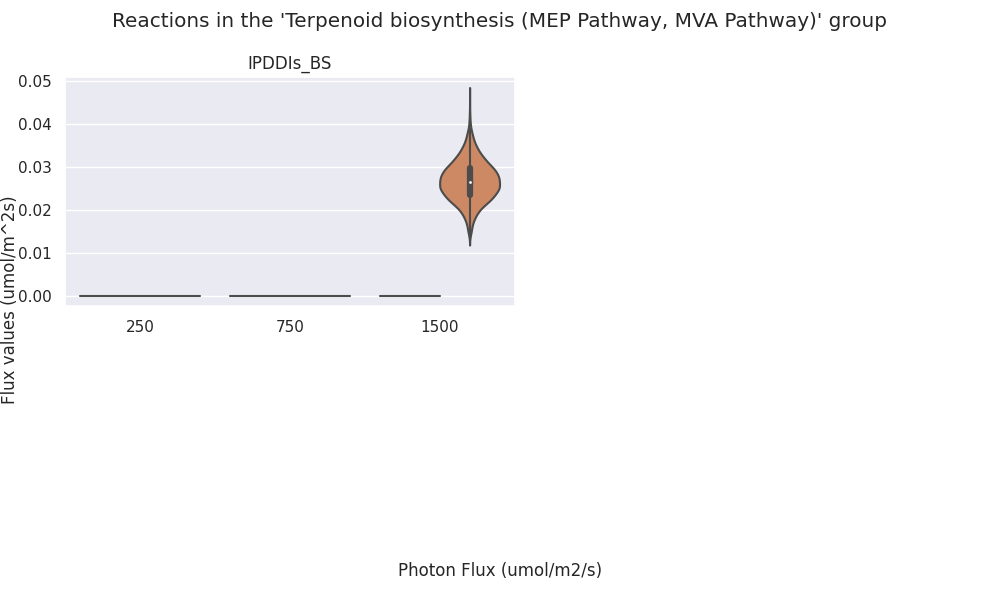 Reactions in the 'Terpenoid biosynthesis (MEP Pathway, MVA Pathway)' group
IPDDIs_BS
0.05
0.04
0.03
0.02
0.01
0.00
Flux values (umol/m^2s)
250 750 1500
Photon Flux (umol/m2/s)